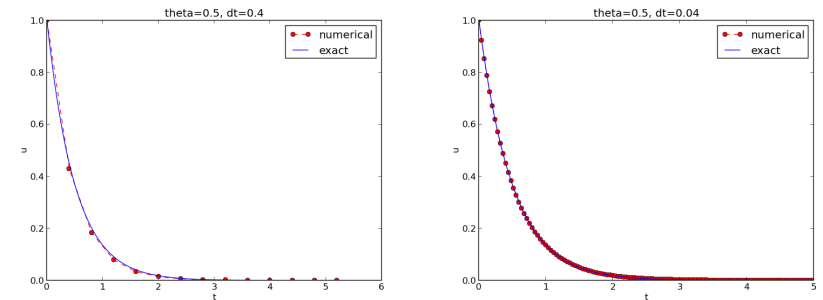 theta=0.5, dt=0.4
1.0
0.8
0.6
0.4
0.2
0.0
u
0 1 2 3 4 5 6
t
numerical
exact
theta=0.5, dt=0.04
1.0
0.8
0.6
0.4
0.2
0.0
u
0 1 2 3 4 5
t
numerical
exact